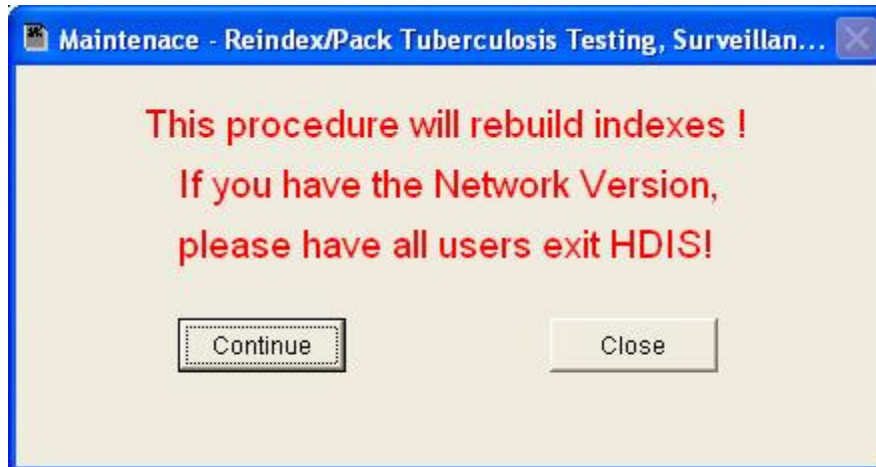 Maintenace - Reindex/Pack Tuberculosis Testing, Surveillan...
This procedure will rebuild indexes !
If you have the Network Version,
please have all users exit HDIS!
Continue
Close